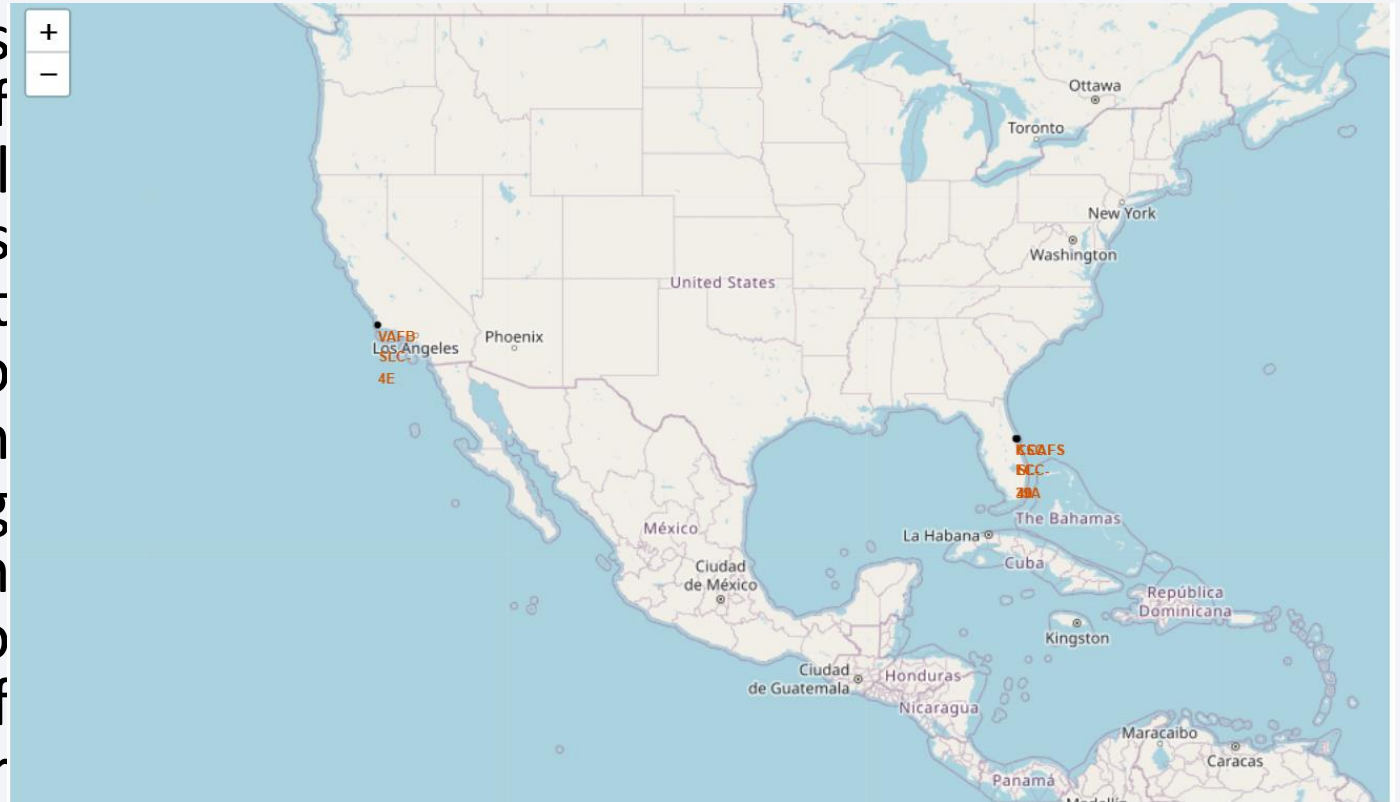 +
−
Ottawa
Toronto
New York
Washington
United States
VAFB
SLC-
4E
Los Angeles
Phoenix
The Bahamas
La Habana
Cuba
México
Ciudad
de México
República
Dominicana
Kingston
Ciudad
de Guatemala
Honduras
Nicaragua
Maracaibo
Caracas
Panamá